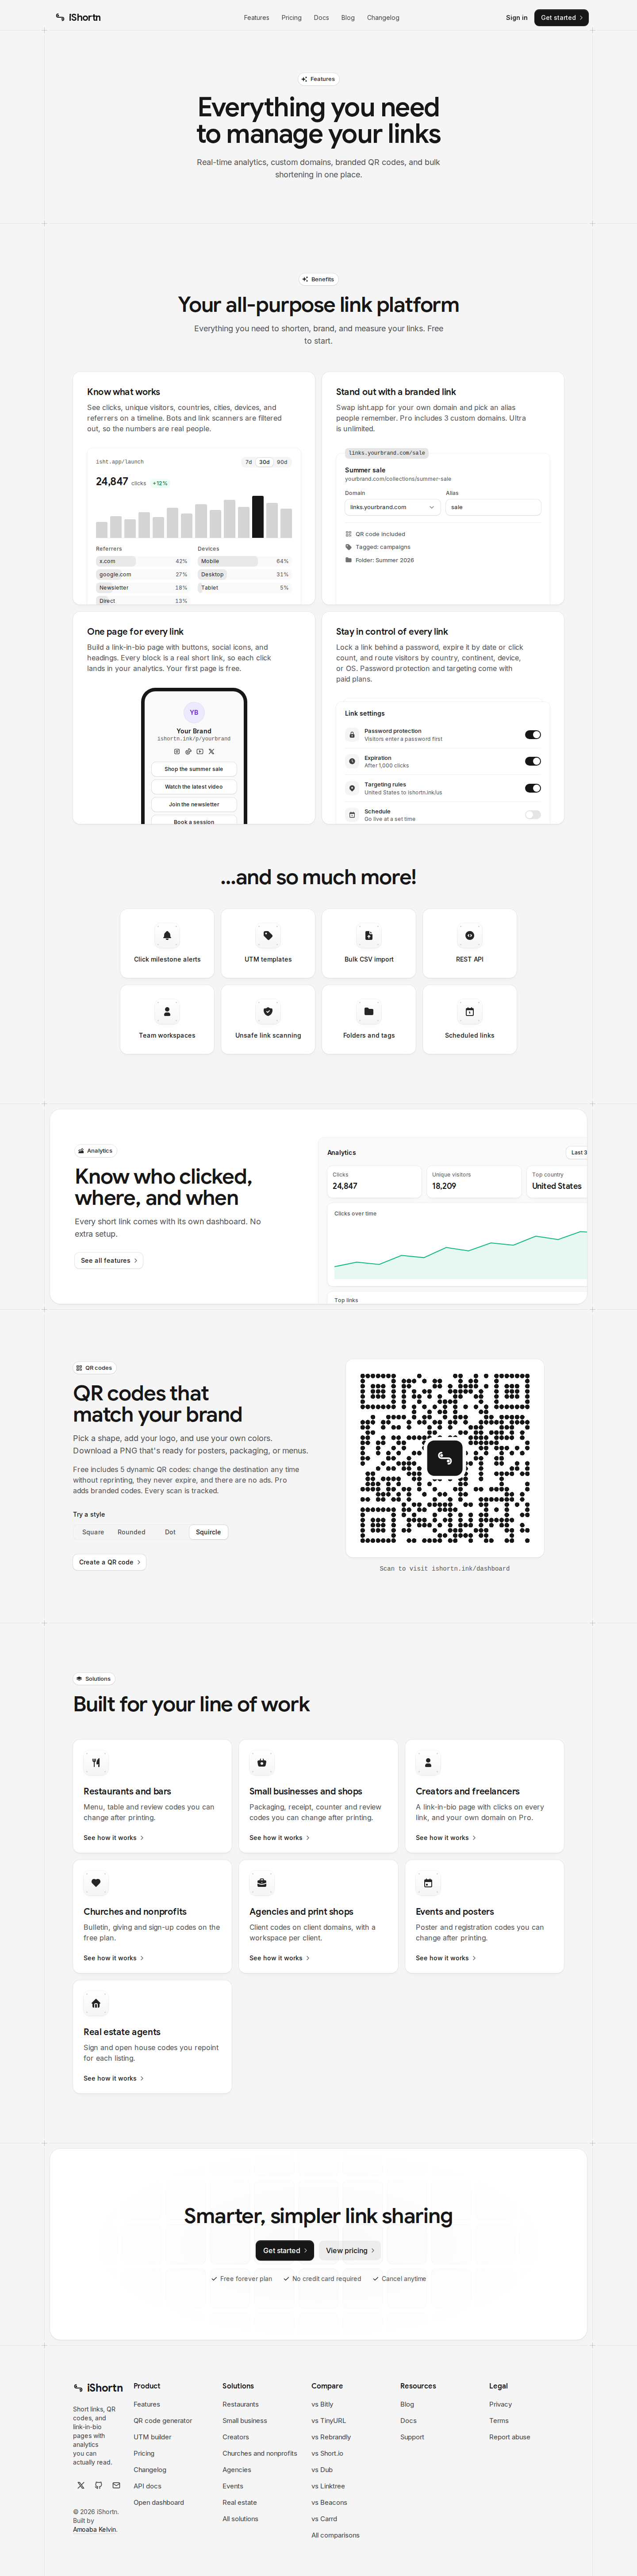 iShortn
Features
Pricing
Docs
Blog
Changelog
Sign in
Get started
Features
Everything you need
to manage your links
Real-time analytics, custom domains, branded QR codes, and bulk
shortening in one place.
Benefits
Your all-purpose link platform
Everything you need to shorten, brand, and measure your links. Free
to start.
Know what works
See clicks, unique visitors, countries, cities, devices, and
referrers on a timeline. Bots and link scanners are filtered
out, so the numbers are real people.
isht.app/launch
7d 30d 90d
24,847 clicks +12%
Referrers
x.com 42%
google.com 27%
Newsletter 18%
Direct 13%
Devices
Mobile 64%
Desktop 31%
Tablet 5%
Stand out with a branded link
Swap isht.app for your own domain and pick an alias
people remember. Pro includes 3 custom domains. Ultra
is unlimited.
links.yourbrand.com/sale
Summer sale
yourbrand.com/collections/summer-sale
Domain Alias
links.yourbrand.com sale
QR code included
Tagged: campaigns
Folder: Summer 2026
One page for every link
Build a link-in-bio page with buttons, social icons, and
headings. Every block is a real short link, so each click
lands in your analytics. Your first page is free.
YB
Your Brand
ishortn.ink/p/yourbrand
Shop the summer sale
Watch the latest video
Join the newsletter
Book a session
Stay in control of every link
Lock a link behind a password, expire it by date or click
count, and route visitors by country, continent, device,
or OS. Password protection and targeting come with
paid plans.
Link settings
Password protection
Visitors enter a password first
Expiration
After 1,000 clicks
Targeting rules
United States to ishortn.ink/us
Schedule
Go live at a set time
...and so much more!
Click milestone alerts
UTM templates
Bulk CSV import
REST API
Team workspaces
Unsafe link scanning
Folders and tags
Scheduled links
Analytics
Know who clicked,
where, and when
Every short link comes with its own dashboard. No
extra setup.
See all features
Analytics
Last 3
Clicks
24,847
Unique visitors
18,209
Top country
United States
Clicks over time
Top links
QR codes
QR codes that
match your brand
Pick a shape, add your logo, and use your own colors.
Download a PNG that's ready for posters, packaging, or menus.
Free includes 5 dynamic QR codes: change the destination any time
without reprinting, they never expire, and there are no ads. Pro
adds branded codes. Every scan is tracked.
Try a style
Square Rounded Dot Squircle
Create a QR code
Scan to visit ishortn.ink/dashboard
Solutions
Built for your line of work
Restaurants and bars
Menu, table and review codes you can
change after printing.
See how it works
Small businesses and shops
Packaging, receipt, counter and review
codes you can change after printing.
See how it works
Creators and freelancers
A link-in-bio page with clicks on every
link, and your own domain on Pro.
See how it works
Churches and nonprofits
Bulletin, giving and sign-up codes on the
free plan.
See how it works
Agencies and print shops
Client codes on client domains, with a
workspace per client.
See how it works
Events and posters
Poster and registration codes you can
change after printing.
See how it works
Real estate agents
Sign and open house codes you repoint
for each listing.
See how it works
Smarter, simpler link sharing
Get started
View pricing
Free forever plan
No credit card required
Cancel anytime
iShortn
Short links, QR
codes, and
link-in-bio
pages with
analytics
you can
actually read.
© 2026 iShortn.
Built by
Amoaba Kelvin.
Product
Features
QR code generator
UTM builder
Pricing
Changelog
API docs
Open dashboard
Solutions
Restaurants
Small business
Creators
Churches and nonprofits
Agencies
Events
Real estate
All solutions
Compare
vs Bitly
vs TinyURL
vs Rebrandly
vs Short.io
vs Dub
vs Linktree
vs Beacons
vs Carrd
All comparisons
Resources
Blog
Docs
Support
Legal
Privacy
Terms
Report abuse